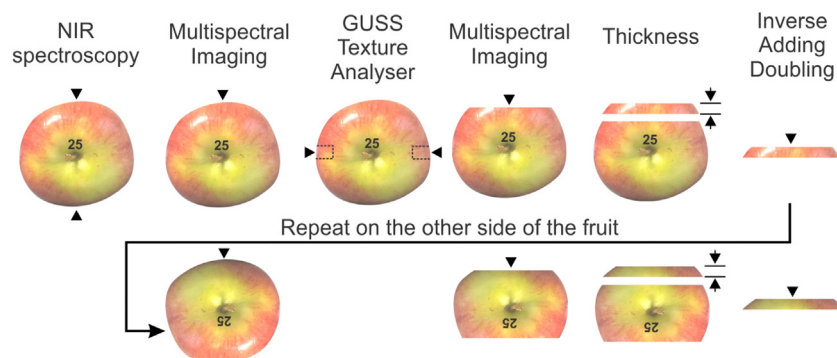 NIR
spectroscopy
Multispectral
Imaging
GUSS
Texture
Analyser
Multispectral
Imaging
Thickness
Inverse
Adding
Doubling
25
25
25
25
25
Repeat on the other side of the fruit
25
25
25